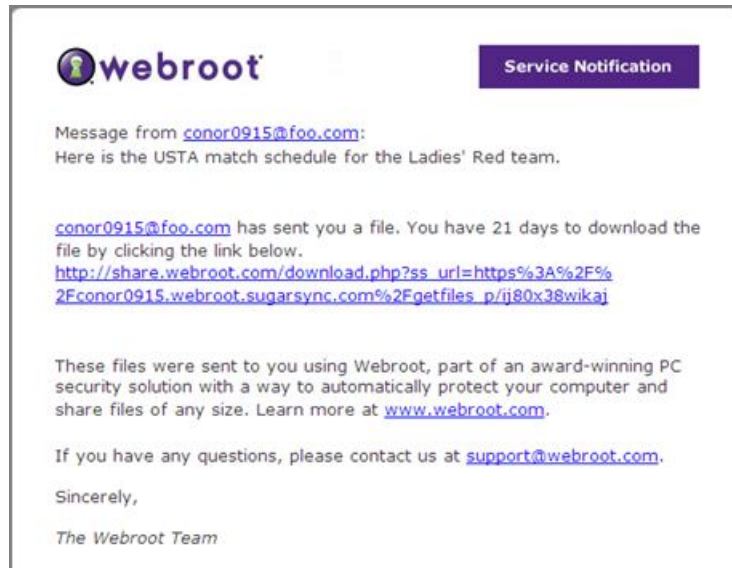 webroot
Service Notification
Message from conor0915@foo.com:
Here is the USTA match schedule for the Ladies' Red team.
conor0915@foo.com has sent you a file. You have 21 days to download the
file by clicking the link below.
http://share.webroot.com/download.php?ss_url=https%3A%2F%
2Fconor0915.webroot.sugarsync.com%2Fgetfiles_p/ij80x38wikaj
These files were sent to you using Webroot, part of an award-winning PC
security solution with a way to automatically protect your computer and
share files of any size. Learn more at www.webroot.com.
If you have any questions, please contact us at support@webroot.com.
Sincerely,
The Webroot Team